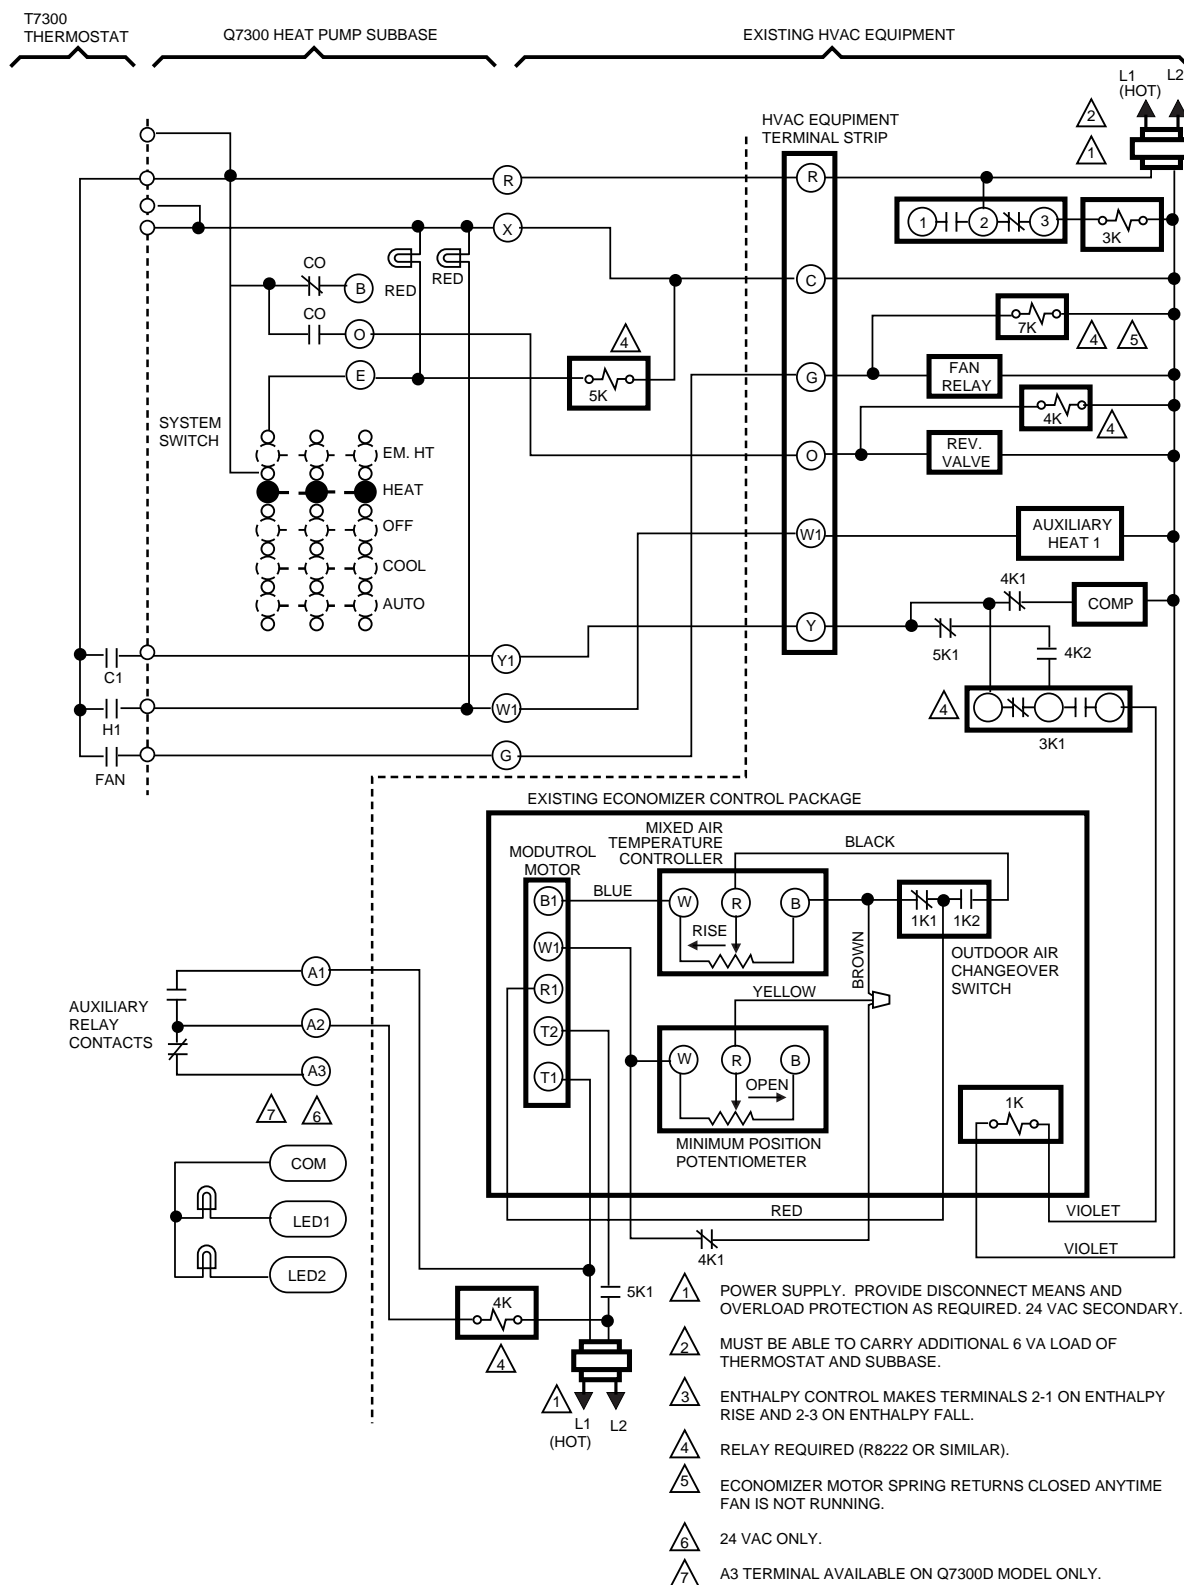 T7300
THERMOSTAT
Q7300 HEAT PUMP SUBBASE
EXISTING HVAC EQUIPMENT
L1
(HOT)
L2
2
1
HVAC EQUPIMENT
TERMINAL STRIP
R
R
1
2
3
3K
X
CO
B
RED
RED
C
CO
O
7K
4
5
4
E
5K
G
FAN
RELAY
4K
4
SYSTEM
SWITCH
EM. HT
HEAT
OFF
COOL
AUTO
O
REV.
VALVE
W1
AUXILIARY
HEAT 1
4K1
COMP
Y
5K1
4K2
C1
Y1
4
3K1
H1
W1
FAN
G
EXISTING ECONOMIZER CONTROL PACKAGE
MIXED AIR
TEMPERATURE
CONTROLLER
BLACK
MODUTROL
MOTOR
B1
BLUE
W
R
B
1K1
1K2
RISE
W1
BROWN
OUTDOOR AIR
CHANGEOVER
SWITCH
A1
R1
YELLOW
AUXILIARY
RELAY
CONTACTS
A2
T2
W
R
B
A3
T1
OPEN
7
6
1K
MINIMUM POSITION
POTENTIOMETER
COM
LED1
RED
VIOLET
LED2
4K1
VIOLET
4K
5K1
4
1
L1
(HOT)
L2
1 POWER SUPPLY. PROVIDE DISCONNECT MEANS AND
OVERLOAD PROTECTION AS REQUIRED. 24 VAC SECONDARY.
2 MUST BE ABLE TO CARRY ADDITIONAL 6 VA LOAD OF
THERMOSTAT AND SUBBASE.
3 ENTHALPY CONTROL MAKES TERMINALS 2-1 ON ENTHALPY
RISE AND 2-3 ON ENTHALPY FALL.
4 RELAY REQUIRED (R8222 OR SIMILAR).
5 ECONOMIZER MOTOR SPRING RETURNS CLOSED ANYTIME
FAN IS NOT RUNNING.
6 24 VAC ONLY.
7 A3 TERMINAL AVAILABLE ON Q7300D MODEL ONLY.